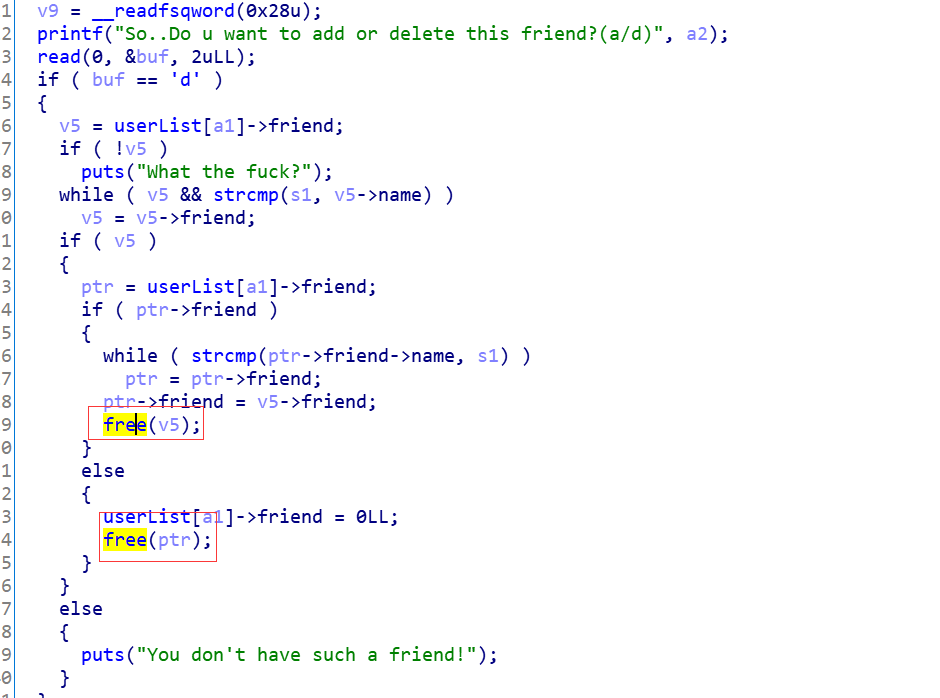 1 v9 = __readfsqword(0x28u);
2 printf("So..Do u want to add or delete this friend?(a/d)", a2);
3 read(0, &buf, 2uLL);
4 if ( buf == 'd' )
5 {
6 v5 = userList[a1]->friend;
7 if ( !v5 )
8 puts("What the fuck?");
9 while ( v5 && strcmp(s1, v5->name) )
0 v5 = v5->friend;
1 if ( v5 )
2 {
3 ptr = userList[a1]->friend;
4 if ( ptr->friend )
5 {
6 while ( strcmp(ptr->friend->name, s1) )
7 ptr = ptr->friend;
8 ptr->friend = v5->friend;
9 free(v5);
0 }
1 else
2 {
3 userList[a1]->friend = 0LL;
4 free(ptr);
5 }
6 }
7 else
8 {
9 puts("You don't have such a friend!");
0 }